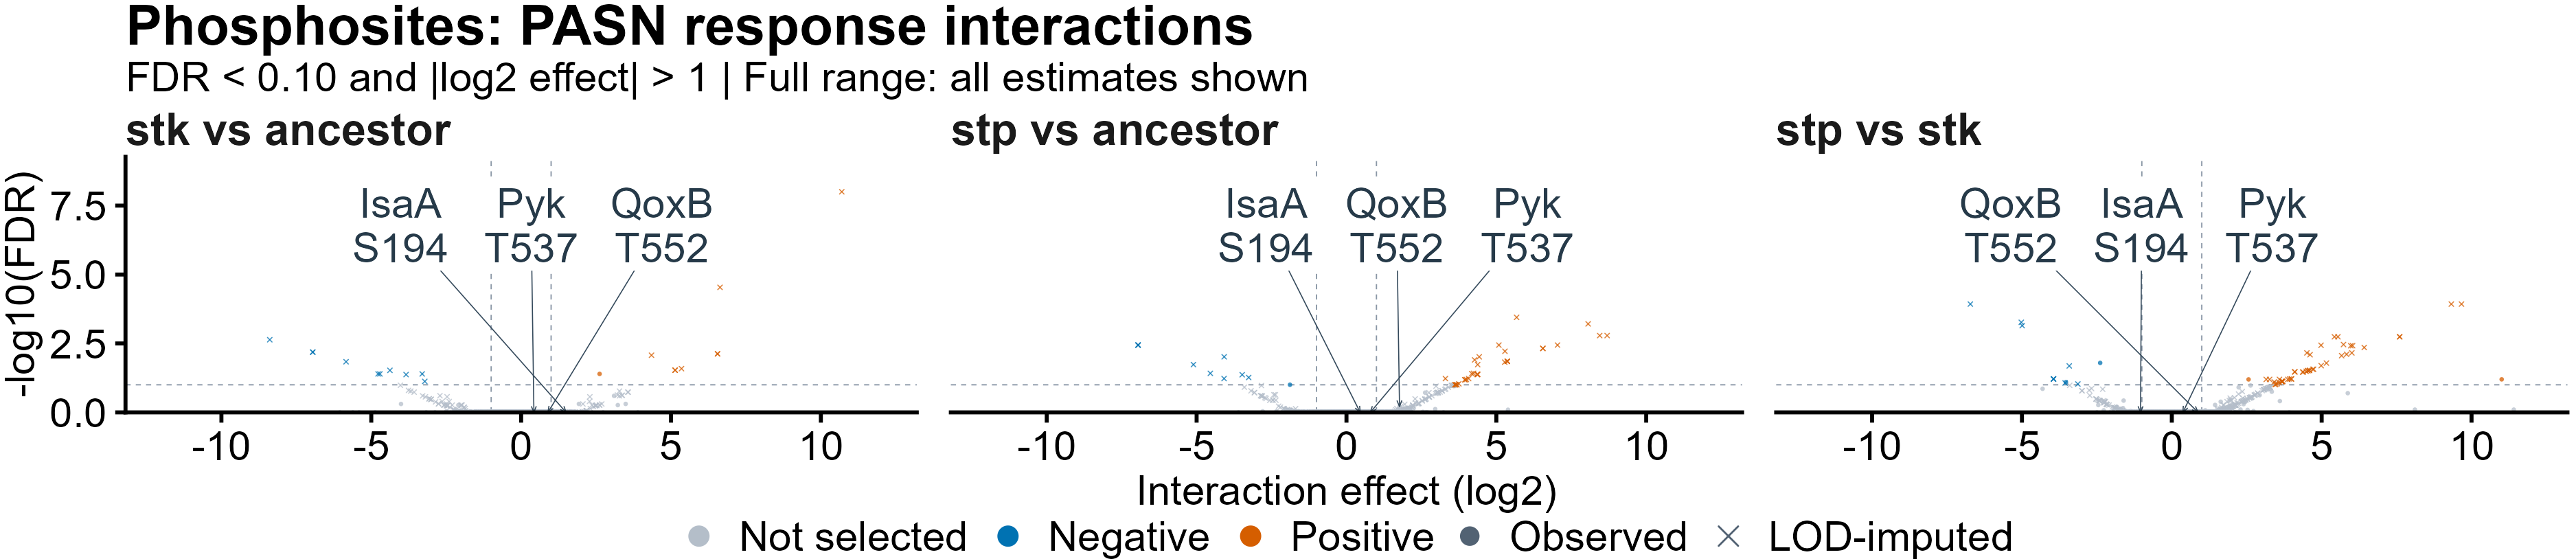 Phosphosites: PASN response interactions
FDR < 0.10 and |log2 effect| > 1 | Full range: all estimates shown
stk vs ancestor
stp vs ancestor
stp vs stk
-log10(FDR)
7.5
5.0
2.5
0.0
IsaA
S194
Pyk
T537
QoxB
T552
IsaA
S194
QoxB
T552
Pyk
T537
QoxB
T552
IsaA
S194
Pyk
T537
-10 -5 0 5 10
-10 -5 0 5 10
-10 -5 0 5 10
Interaction effect (log2)
Not selected Negative Positive Observed LOD-imputed